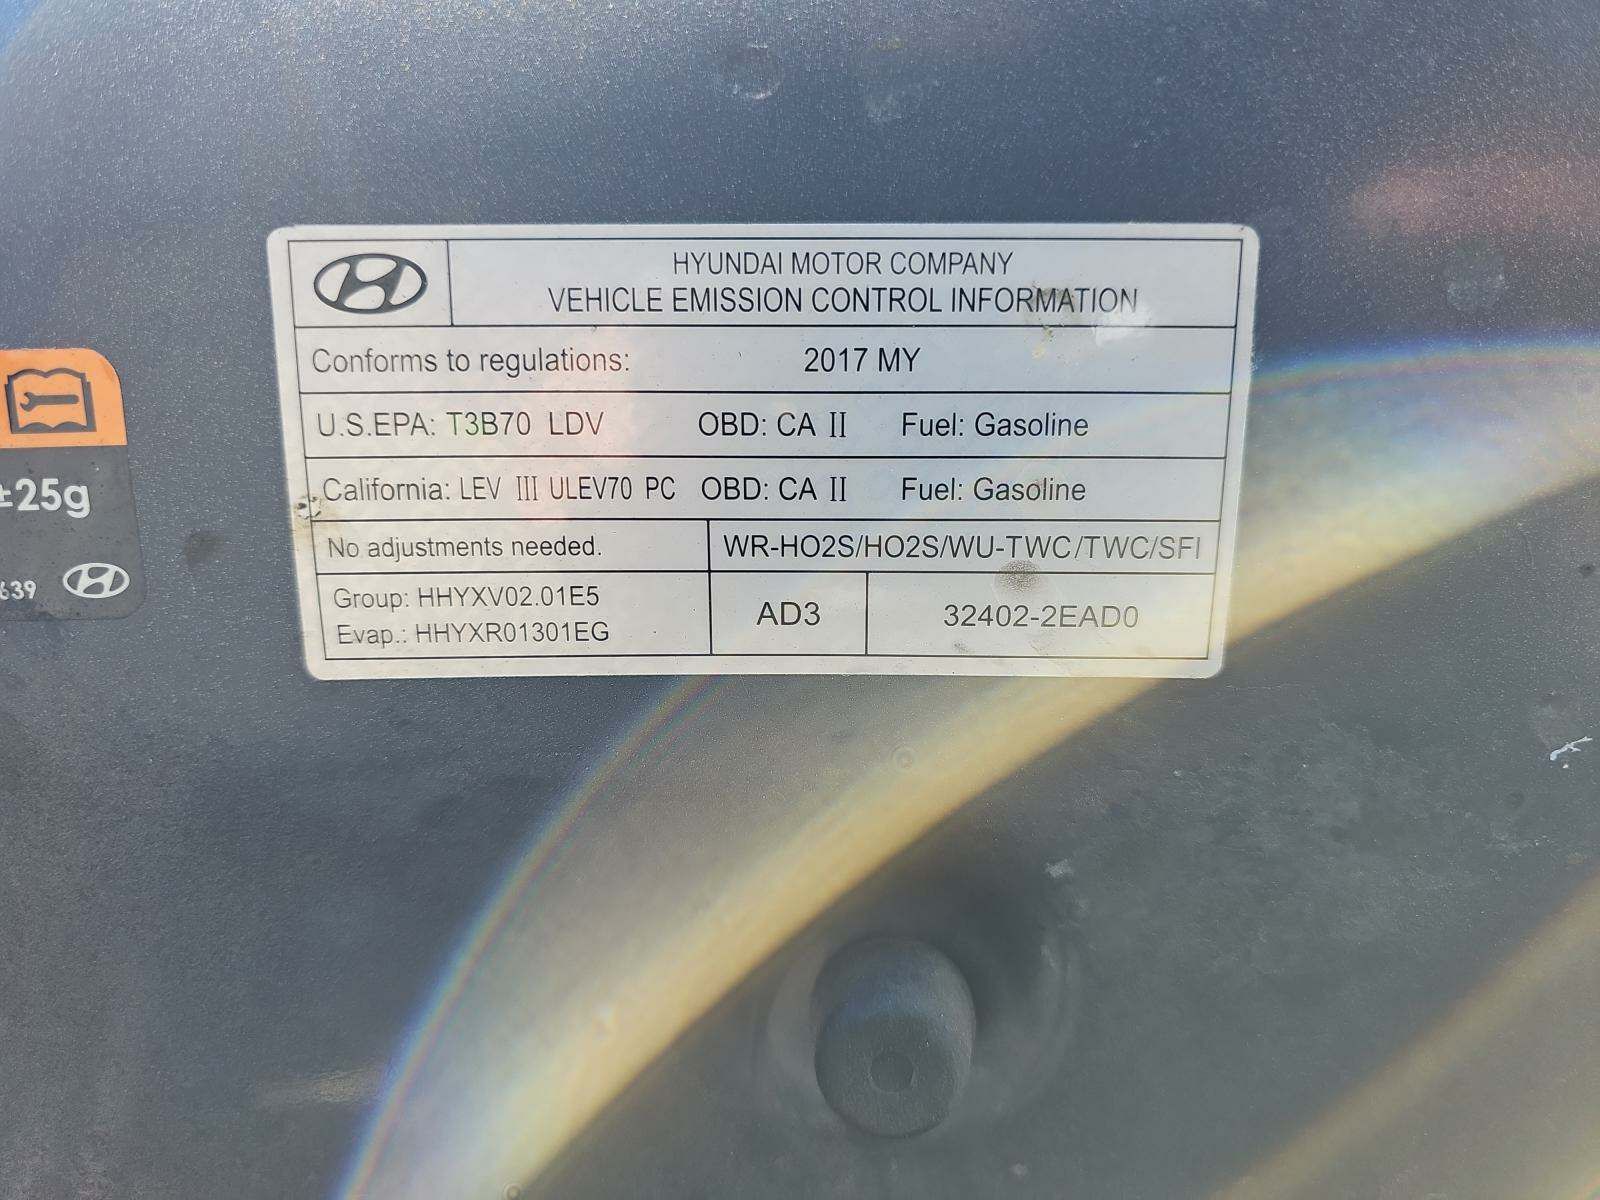 HYUNDAI MOTOR COMPANY
VEHICLE EMISSION CONTROL INFORMATION
Conforms to regulations: 2017 MY
U.S.EPA: T3B70 LDV OBD: CA II Fuel: Gasoline
California: LEV III ULEV70 PC OBD: CA II Fuel: Gasoline
No adjustments needed. WR-HO2S/HO2S/WU-TWC/TWC/SFI
Group: HHYXV02.01E5
Evap.: HHYXR01301EG
AD3
32402-2EAD0
±25g
639